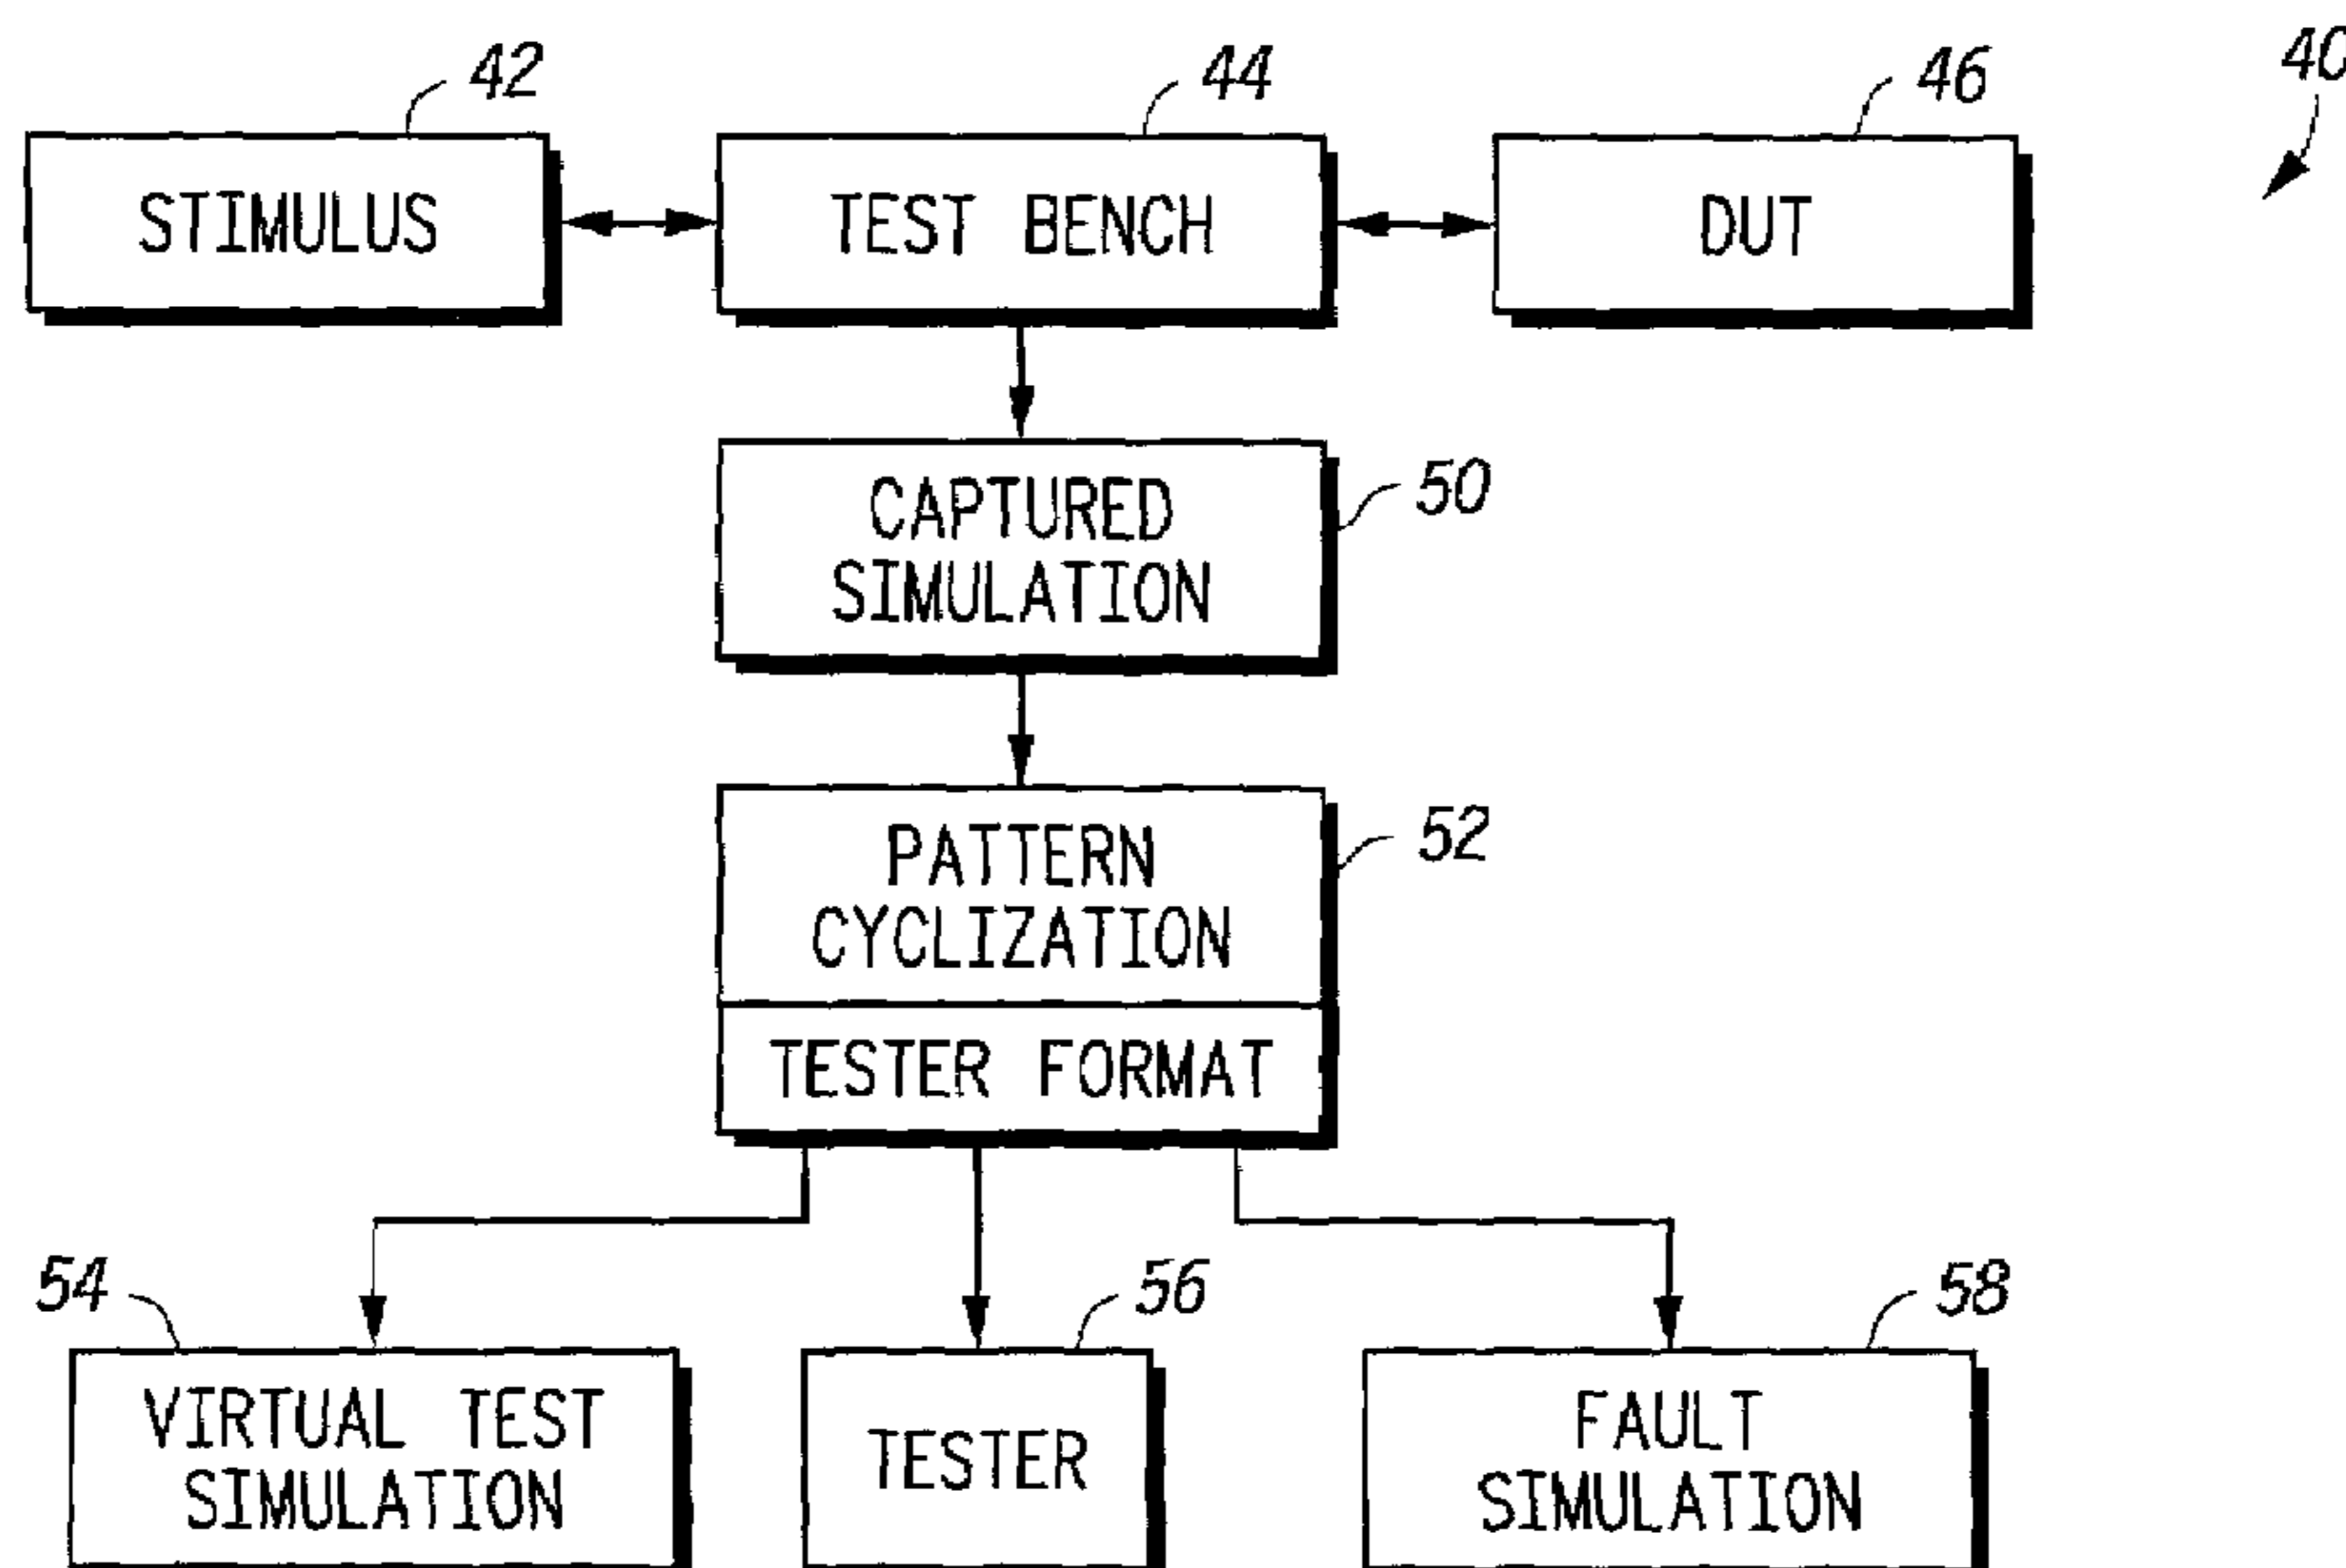 42
44
46
40
STIMULUS
TEST BENCH
DUT
CAPTURED
SIMULATION
50
PATTERN
CYCLIZATION
52
TESTER FORMAT
54
56
58
VIRTUAL TEST
SIMULATION
TESTER
FAULT
SIMULATION